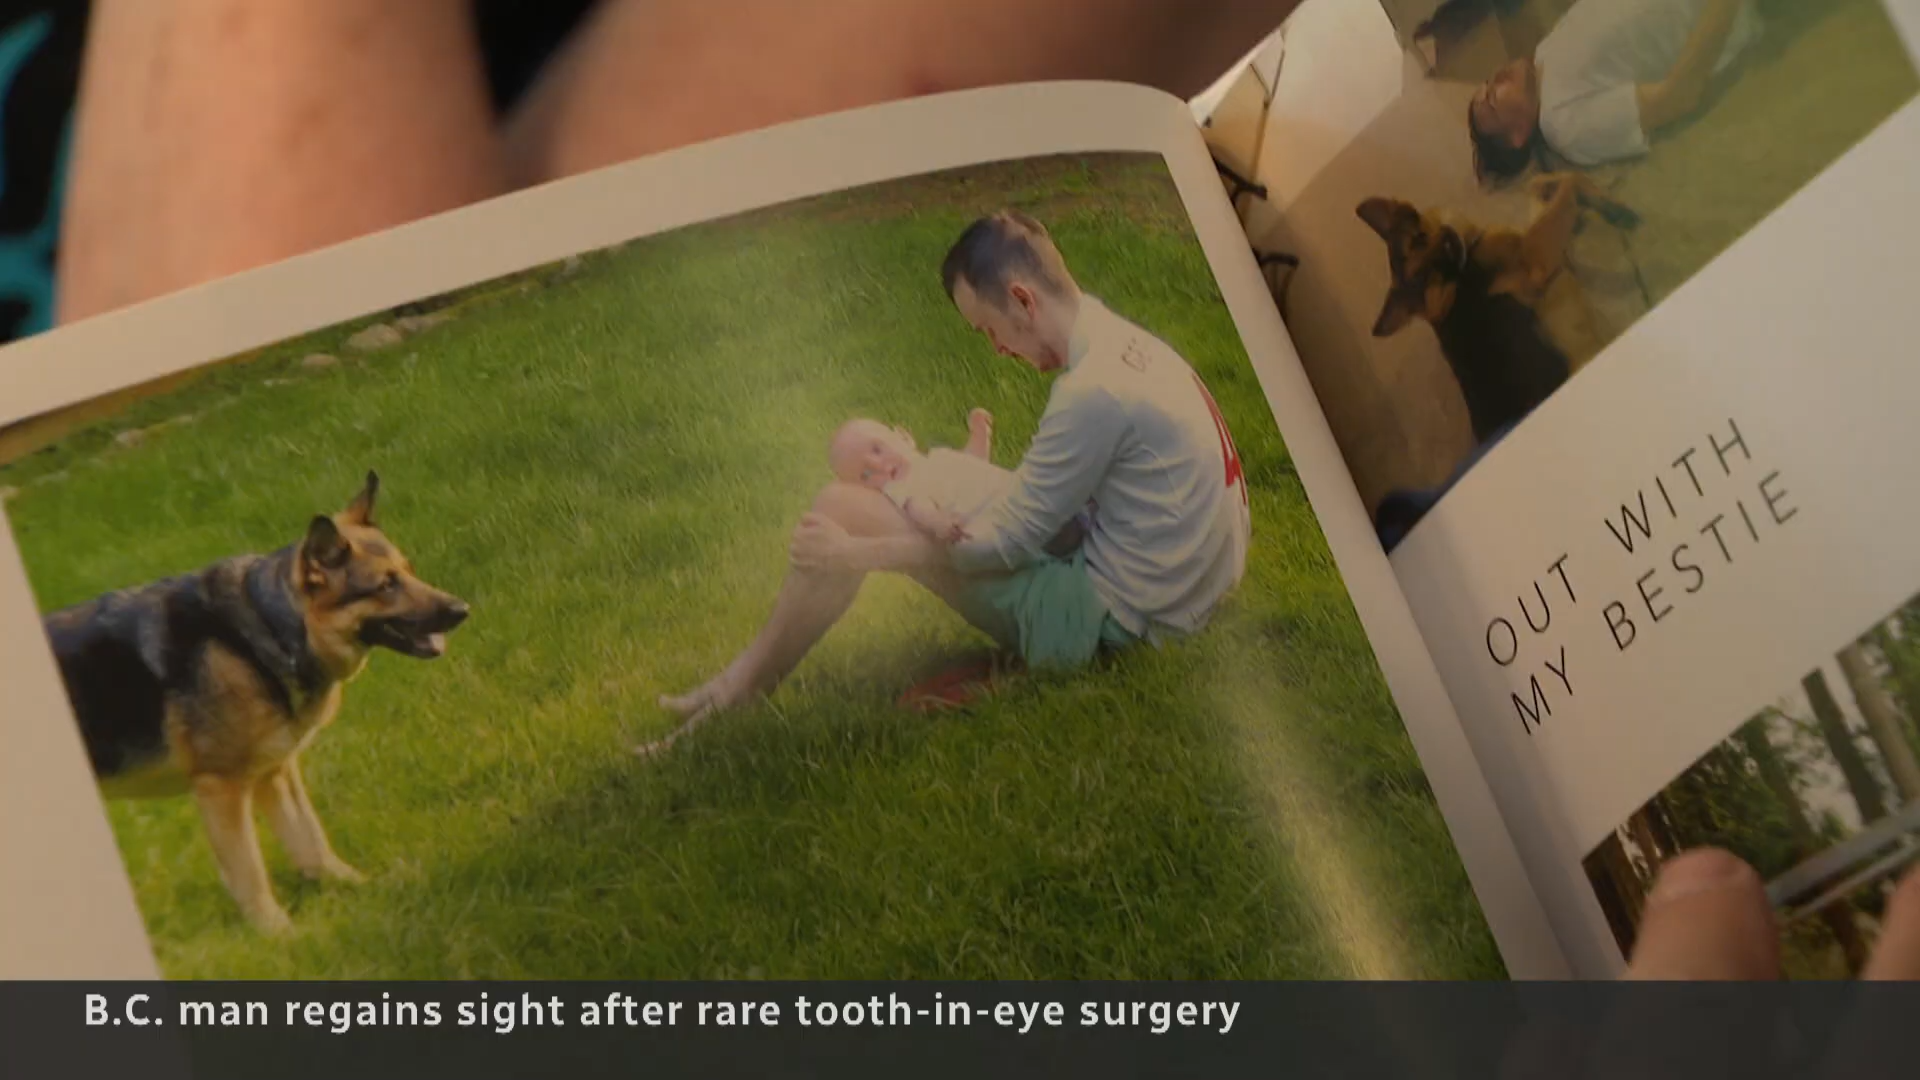 OUT WITH
MY BESTIE
B.C. man regains sight after rare tooth-in-eye surgery